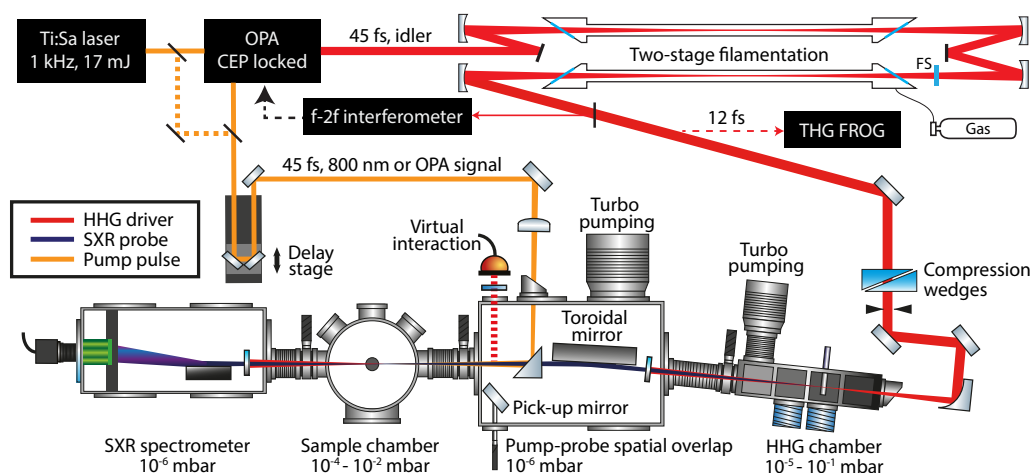 Ti:Sa laser
1 kHz, 17 mJ
OPA
CEP locked
45 fs, idler
Two-stage filamentation
FS
f-2f interferometer
12 fs
THG FROG
Gas
45 fs, 800 nm or OPA signal
HHG driver
SXR probe
Pump pulse
Delay
stage
Virtual
interaction
Turbo
pumping
Turbo
pumping
Compression
wedges
Toroidal
mirror
Pick-up mirror
SXR spectrometer
10⁻⁶ mbar
Sample chamber
10⁻⁴ - 10⁻² mbar
Pump-probe spatial overlap
10⁻⁶ mbar
HHG chamber
10⁻⁵ - 10⁻¹ mbar